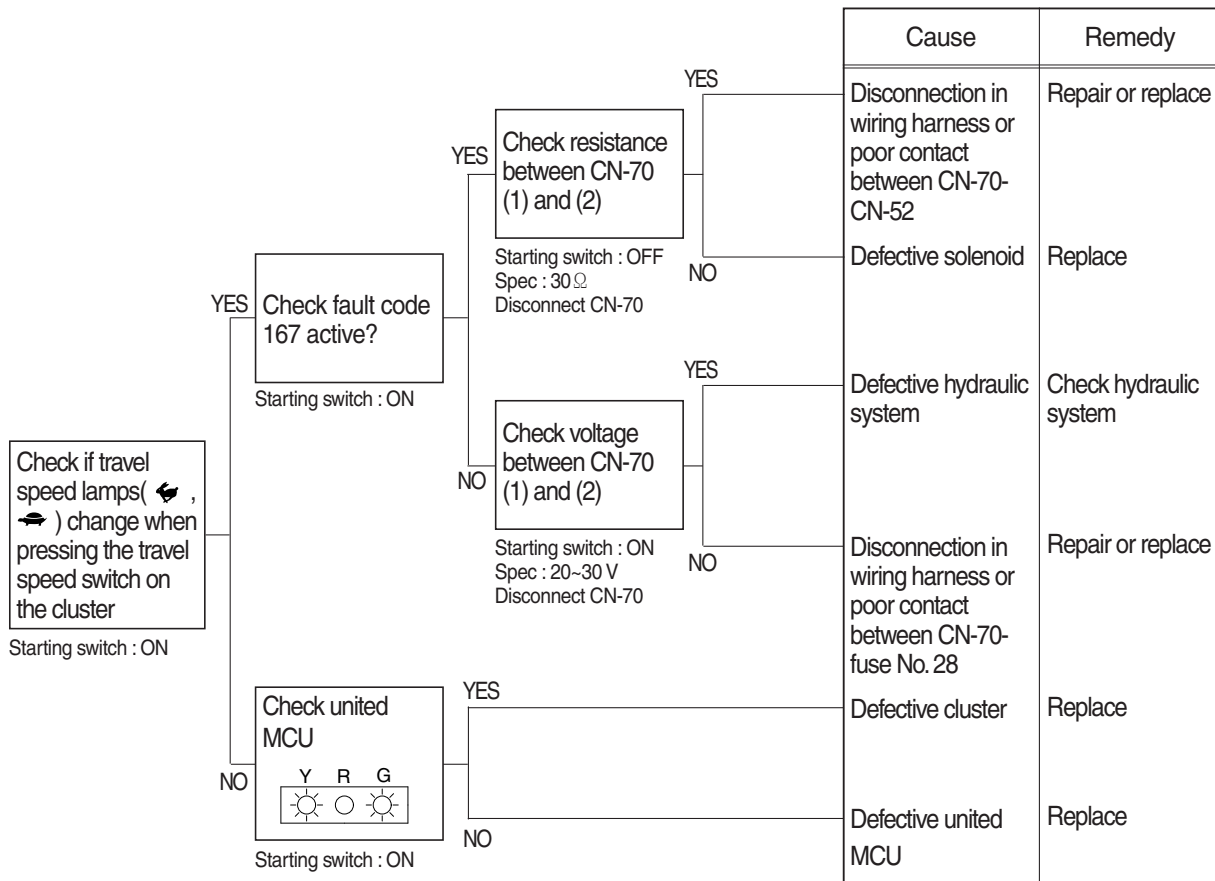 Check if travel
speed lamps( ,
) change when
pressing the travel
speed switch on
the cluster
Starting switch : ON
YES
Check fault code
167 active?
Starting switch : ON
YES
Check resistance
between CN-70
(1) and (2)
Starting switch : OFF
Spec : 30Ω
Disconnect CN-70
YES
NO
NO
Check voltage
between CN-70
(1) and (2)
Starting switch : ON
Spec : 20~30 V
Disconnect CN-70
YES
NO
NO
Check united
MCU
Y R G
Starting switch : ON
YES
NO
Cause Remedy
Disconnection in Repair or replace
wiring harness or
poor contact
between CN-70-
CN-52
Defective solenoid Replace
Defective hydraulic Check hydraulic
system system
Disconnection in Repair or replace
wiring harness or
poor contact
between CN-70-
fuse No. 28
Defective cluster Replace
Defective united Replace
MCU